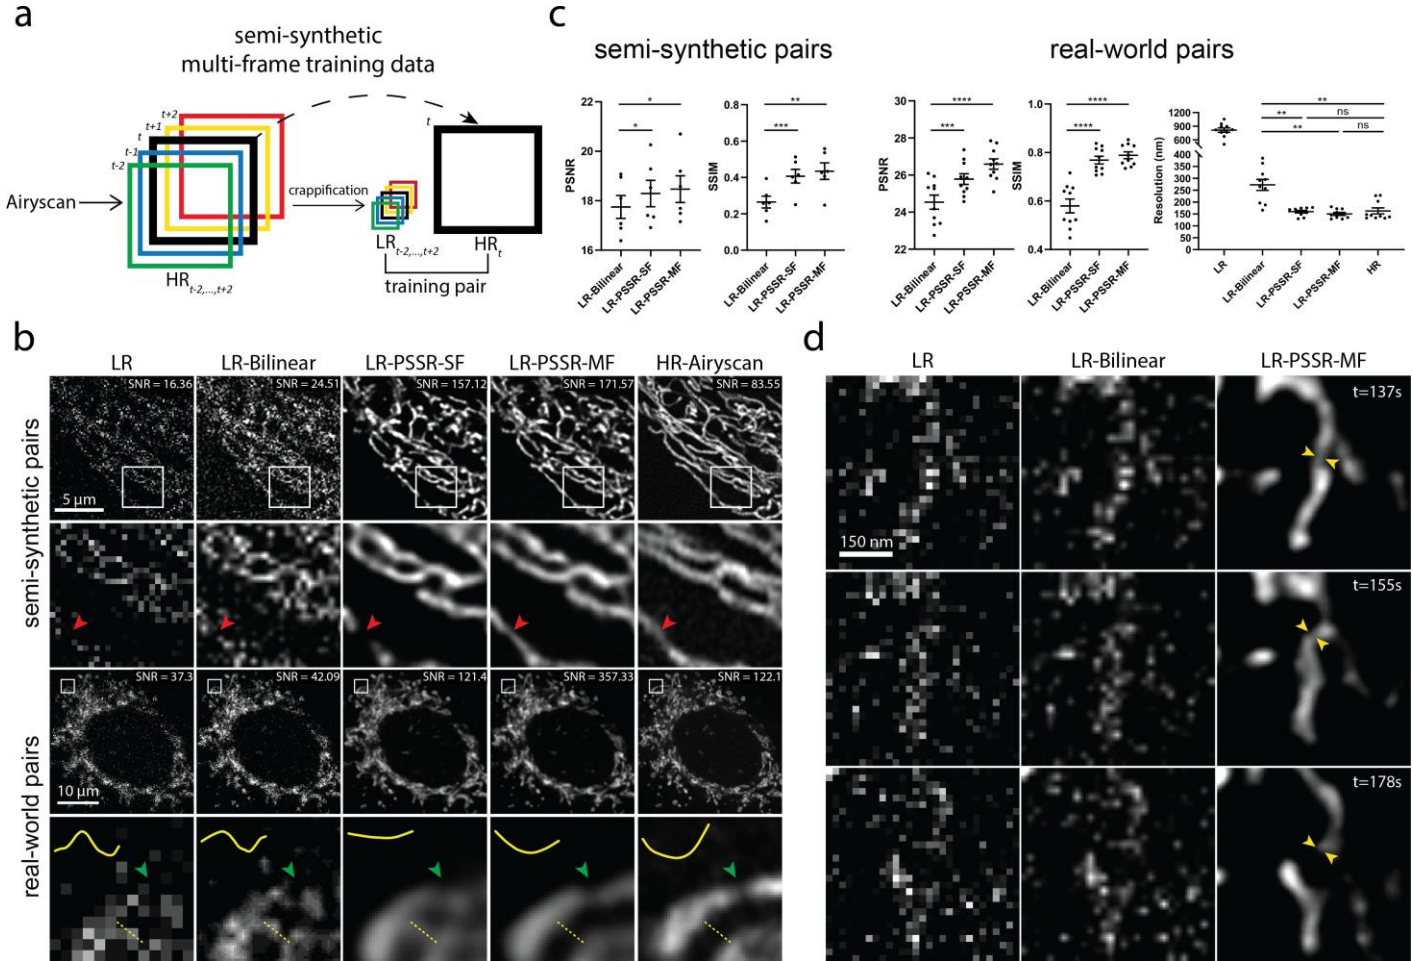 a
semi-synthetic
multi-frame training data
t+2
t+1
t
t-1
t-2
Airyscan
crappification
t
HR t-2,...,t+2
LR t-2,...,t+2
HR t
training pair
c
semi-synthetic pairs
real-world pairs
PSNR
20
18
16
*
*
LR-Bilinear
LR-PSSR-SF
LR-PSSR-MF
SSIM
0.8
0.6
0.4
0.2
0.0
**
***
LR-Bilinear
LR-PSSR-SF
LR-PSSR-MF
PSNR
30
28
26
24
22
****
***
LR-Bilinear
LR-PSSR-SF
LR-PSSR-MF
SSIM
1.0
0.8
0.6
0.4
****
****
LR-Bilinear
LR-PSSR-SF
LR-PSSR-MF
Resolution (nm)
1200
900
600
400
350
300
250
200
150
100
50
0
**
** ns
** ns
LR
LR-Bilinear
LR-PSSR-SF
LR-PSSR-MF
HR
b
LR LR-Bilinear LR-PSSR-SF LR-PSSR-MF HR-Airyscan
semi-synthetic pairs
SNR = 16.36 SNR = 24.51 SNR = 157.12 SNR = 171.57 SNR = 83.55
5 μm
real-world pairs
SNR = 37.3 SNR = 42.09 SNR = 121.4 SNR = 357.33 SNR = 122.1
10 μm
d
LR LR-Bilinear LR-PSSR-MF
t=137s
150 nm
t=155s
t=178s